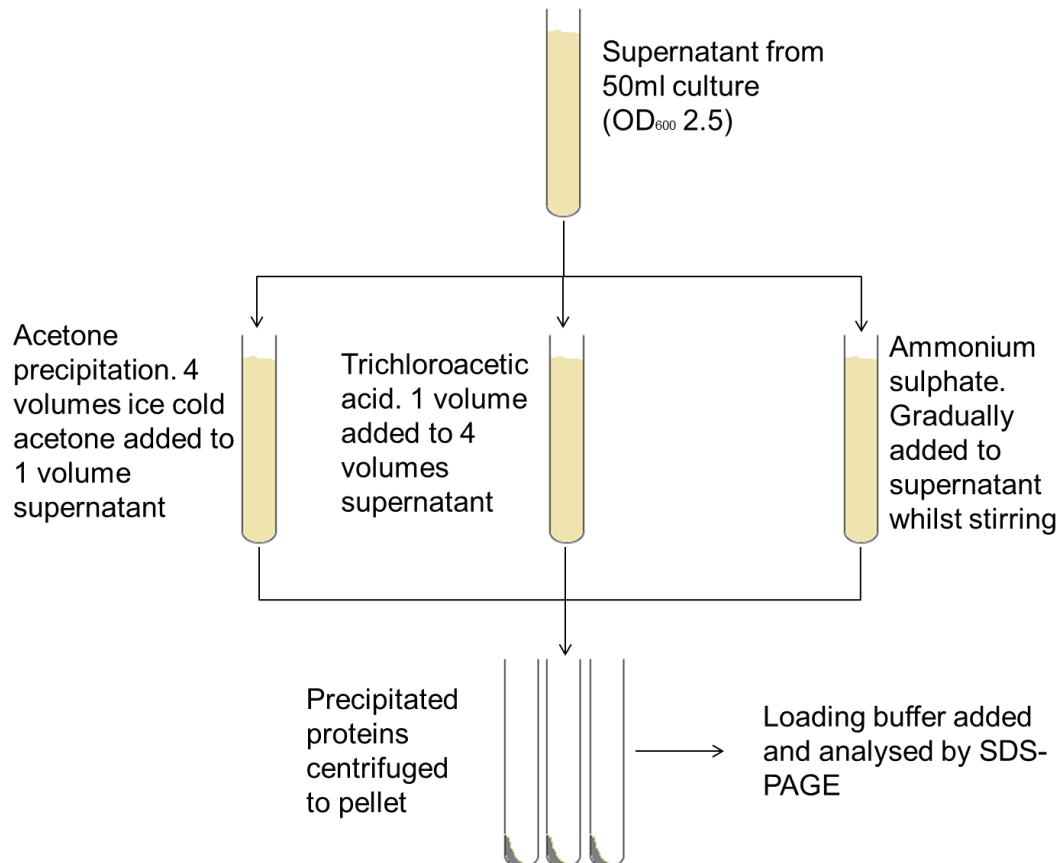 Supernatant from
50ml culture
(OD₆₀₀ 2.5)
Acetone
precipitation. 4
volumes ice cold
acetone added to
1 volume
supernatant
Trichloroacetic
acid. 1 volume
added to 4
volumes
supernatant
Ammonium
sulphate.
Gradually
added to
supernatant
whilst stirring
Precipitated
proteins
centrifuged
to pellet
Loading buffer added
and analysed by SDS-
PAGE